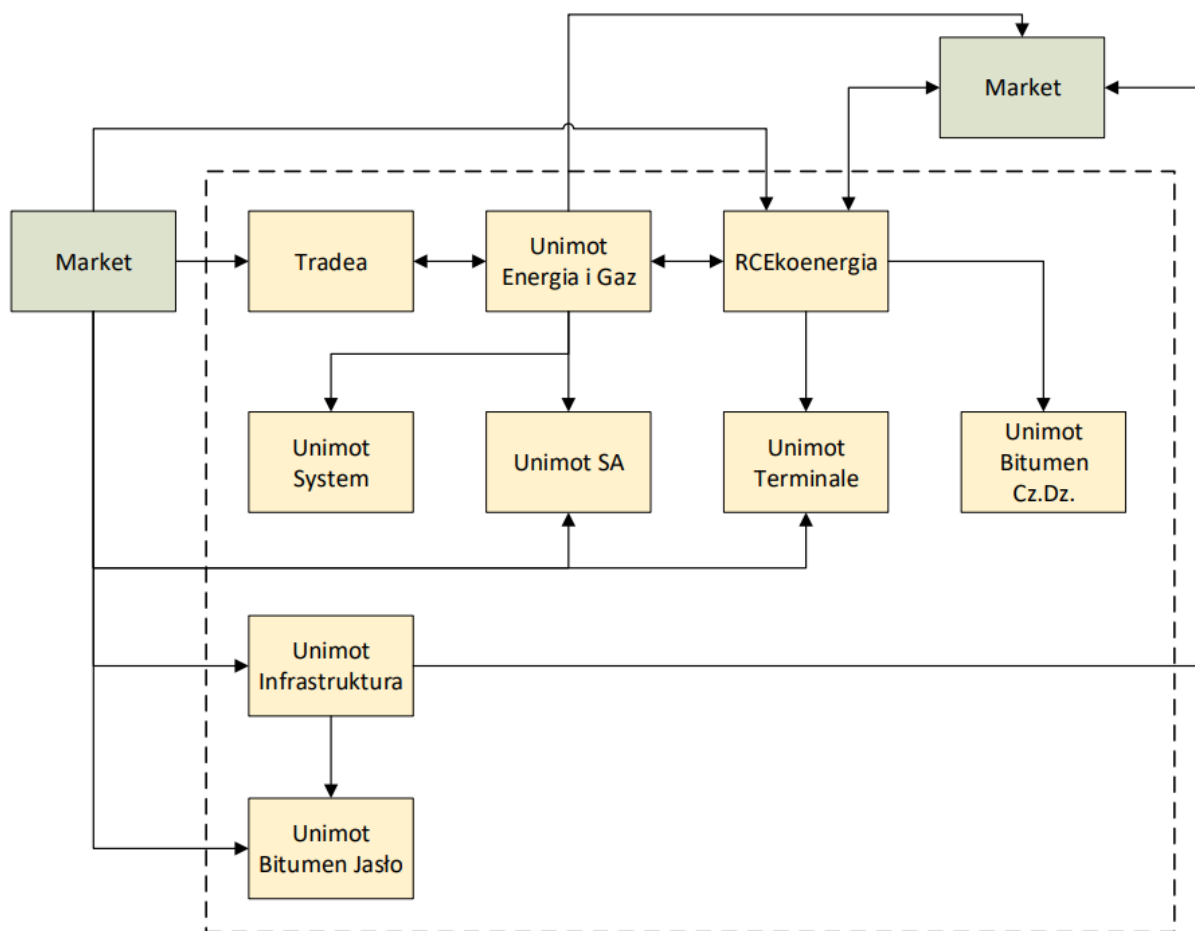 Market
Market
Tradea
Unimot
Energia i Gaz
RCEkoenergia
Unimot
System
Unimot SA
Unimot
Terminale
Unimot
Bitumen
Cz.Dz.
Unimot
Infrastruktura
Unimot
Bitumen Jasło